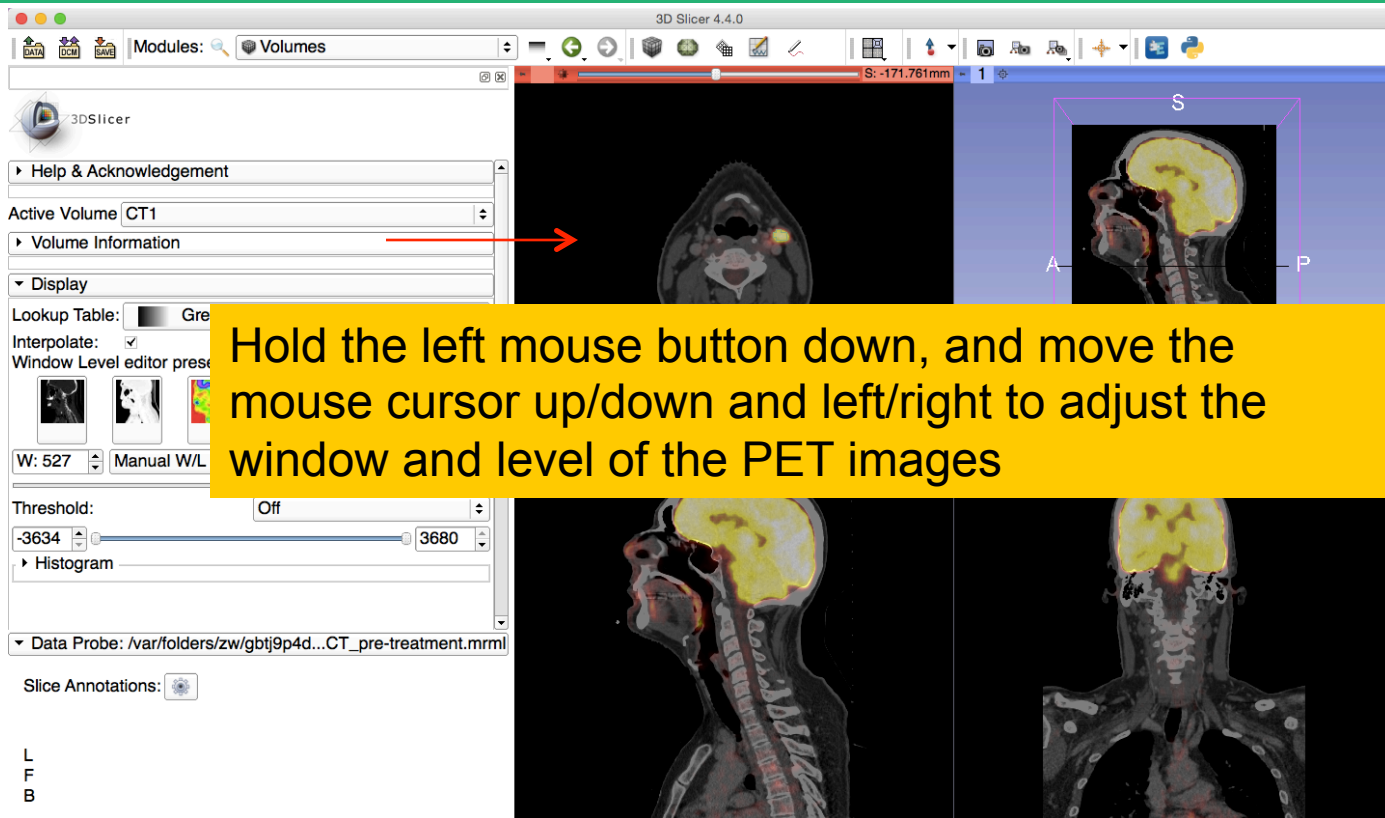 3D Slicer 4.4.0
DATA DCM SAVE Modules: Volumes
S: -171.761mm 1
3DSlicer
Help & Acknowledgement
Active Volume CT1
Volume Information
Display
Lookup Table: Gre
Interpolate:
Window Level editor prese
W: 527 Manual W/L
Threshold: Off
-3634 3680
Histogram
Data Probe: /var/folders/zw/gbtj9p4d...CT_pre-treatment.mrml
Slice Annotations:
L
F
B
S
A P
Hold the left mouse button down, and move the
mouse cursor up/down and left/right to adjust the
window and level of the PET images